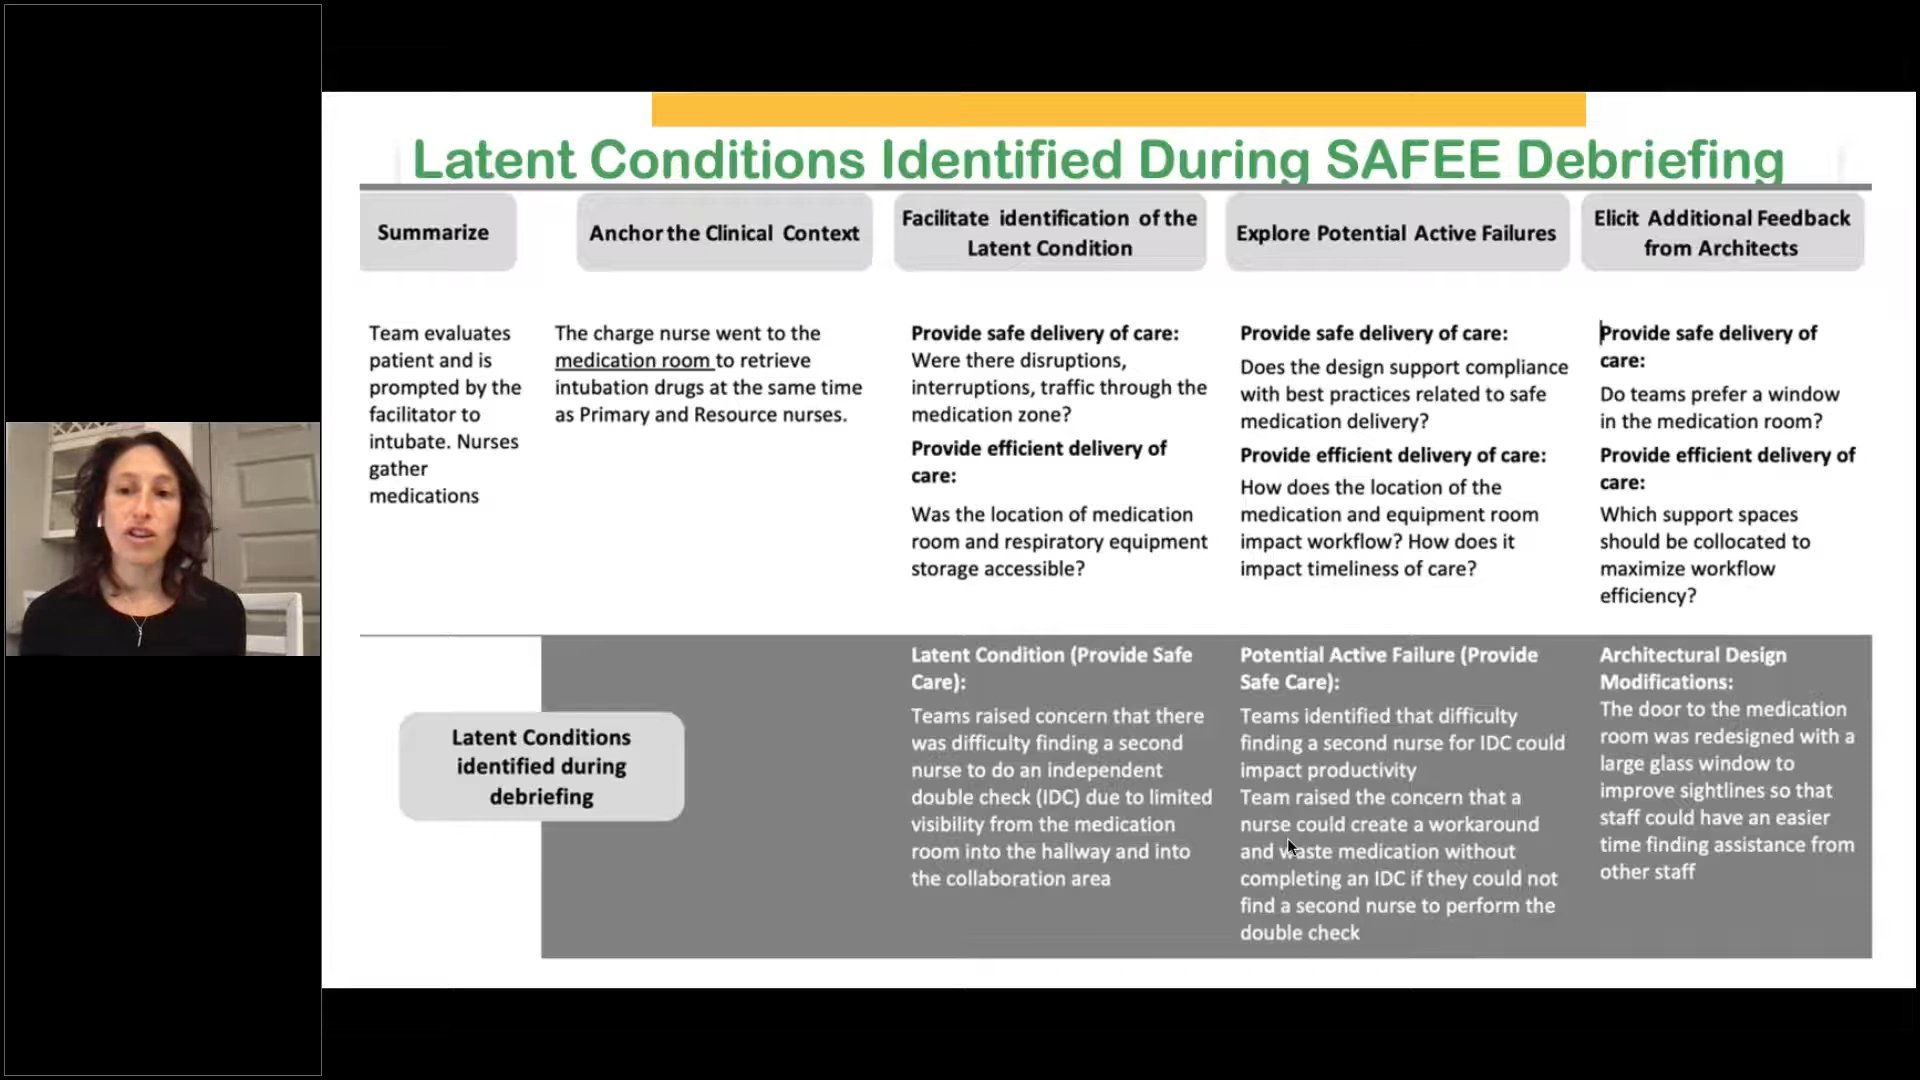 Latent Conditions Identified During SAFEE Debriefing
Summarize
Anchor the Clinical Context
Facilitate identification of the
Latent Condition
Explore Potential Active Failures
Elicit Additional Feedback
from Architects
Team evaluates
patient and is
prompted by the
facilitator to
intubate. Nurses
gather
medications
The charge nurse went to the
medication room to retrieve
intubation drugs at the same time
as Primary and Resource nurses.
Provide safe delivery of care:
Were there disruptions,
interruptions, traffic through the
medication zone?
Provide efficient delivery of
care:
Was the location of medication
room and respiratory equipment
storage accessible?
Provide safe delivery of care:
Does the design support compliance
with best practices related to safe
medication delivery?
Provide efficient delivery of care:
How does the location of the
medication and equipment room
impact workflow? How does it
impact timeliness of care?
Provide safe delivery of
care:
Do teams prefer a window
in the medication room?
Provide efficient delivery of
care:
Which support spaces
should be collocated to
maximize workflow
efficiency?
Latent Conditions
identified during
debriefing
Latent Condition (Provide Safe
Care):
Teams raised concern that there
was difficulty finding a second
nurse to do an independent
double check (IDC) due to limited
visibility from the medication
room into the hallway and into
the collaboration area
Potential Active Failure (Provide
Safe Care):
Teams identified that difficulty
finding a second nurse for IDC could
impact productivity
Team raised the concern that a
nurse could create a workaround
and waste medication without
completing an IDC if they could not
find a second nurse to perform the
double check
Architectural Design
Modifications:
The door to the medication
room was redesigned with a
large glass window to
improve sightlines so that
staff could have an easier
time finding assistance from
other staff